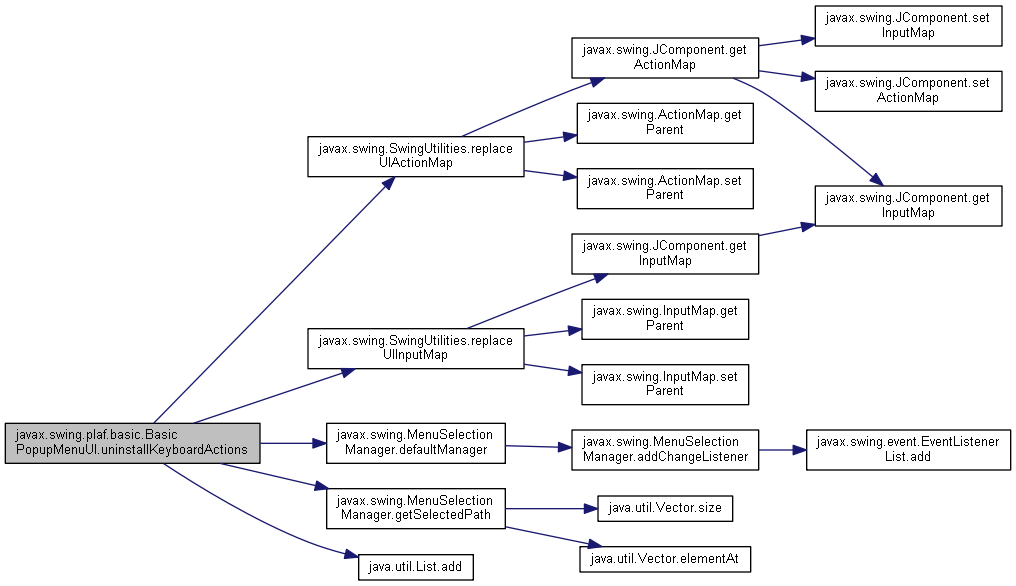 javax.swing.JComponent.set
InputMap
javax.swing.JComponent.get
ActionMap
javax.swing.JComponent.set
ActionMap
javax.swing.ActionMap.get
Parent
javax.swing.SwingUtilities.replace
UIActionMap
javax.swing.ActionMap.set
Parent
javax.swing.JComponent.get
InputMap
javax.swing.JComponent.get
InputMap
javax.swing.InputMap.get
Parent
javax.swing.SwingUtilities.replace
UIInputMap
javax.swing.InputMap.set
Parent
javax.swing.plaf.basic.Basic
PopupMenuUI.uninstallKeyboardActions
javax.swing.MenuSelection
Manager.defaultManager
javax.swing.MenuSelection
Manager.addChangeListener
javax.swing.event.EventListener
List.add
javax.swing.MenuSelection
Manager.getSelectedPath
java.util.Vector.size
java.util.Vector.elementAt
java.util.List.add